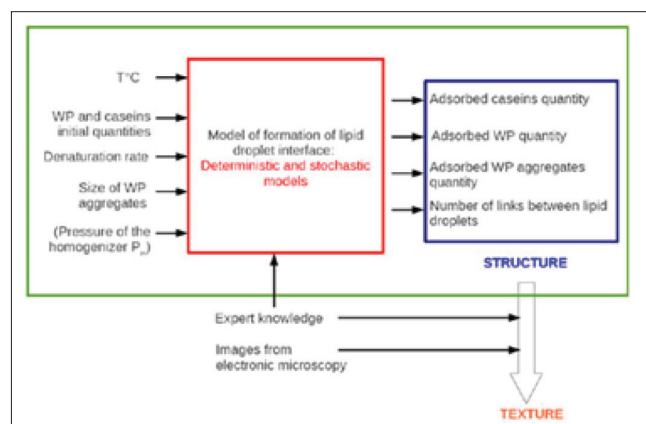 T°C
WP and caseins
initial quantities
Denaturation rate
Size of WP
aggregates
(Pressure of the
homogenizer P
Model of formation of lipid
droplet interface:
Deterministic and stochastic
models
Adsorbed caseins quantity
Adsorbed WP quantity
Adsorbed WP aggregates
quantity
Number of links between lipid
droplets
STRUCTURE
Expert knowledge
Images from
electronic microscopy
TEXTURE